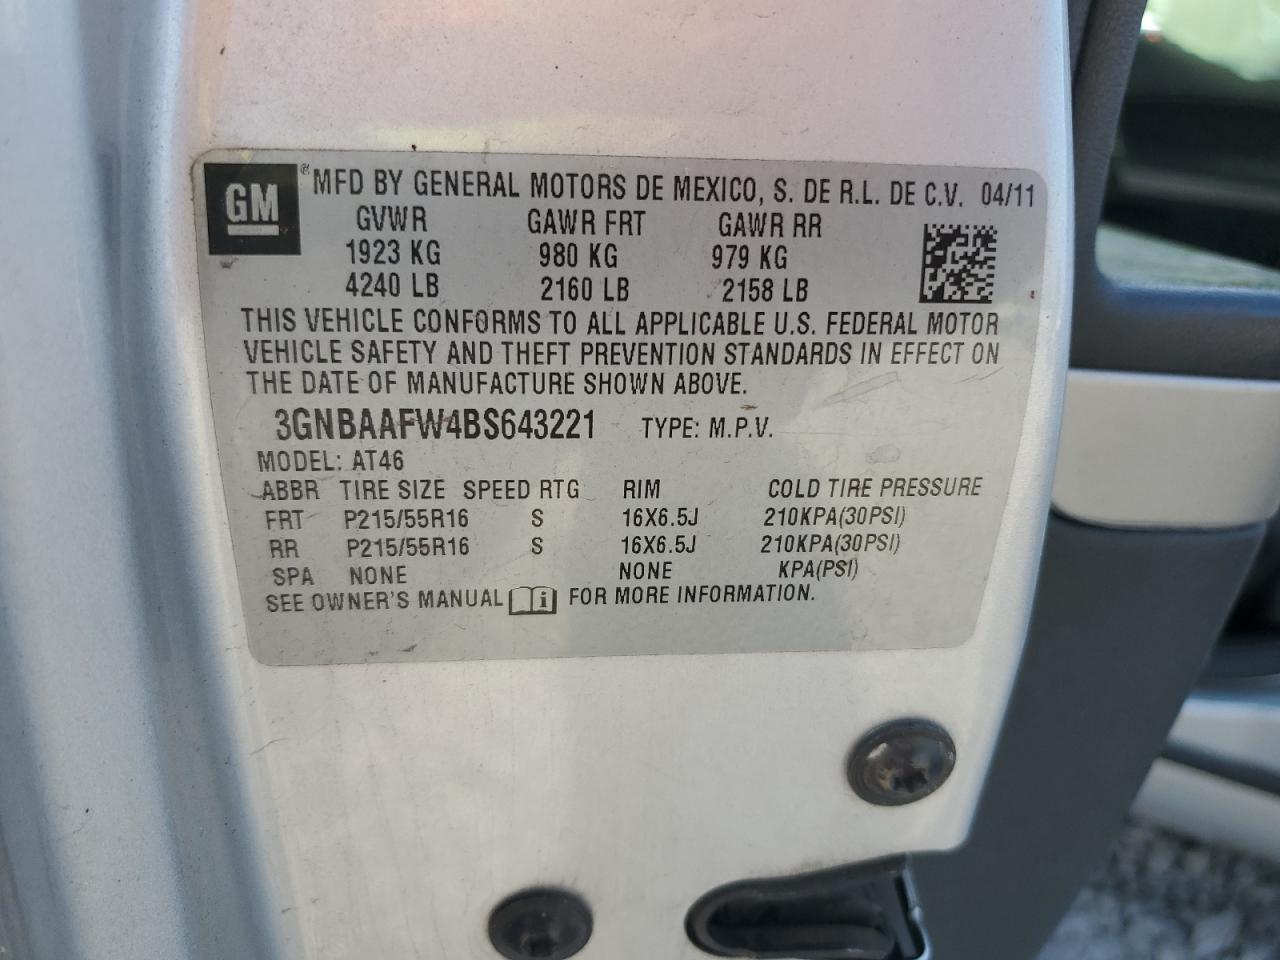 GM ® MFD BY GENERAL MOTORS DE MEXICO, S. DE R.L. DE C.V. 04/11
GVWR GAWR FRT GAWR RR
1923 KG 980 KG 979 KG
4240 LB 2160 LB 2158 LB
THIS VEHICLE CONFORMS TO ALL APPLICABLE U.S. FEDERAL MOTOR
VEHICLE SAFETY AND THEFT PREVENTION STANDARDS IN EFFECT ON
THE DATE OF MANUFACTURE SHOWN ABOVE.
3GNBAAFW4BS643221 TYPE: M.P.V.
MODEL: AT46
ABBR TIRE SIZE SPEED RTG RIM COLD TIRE PRESSURE
FRT P215/55R16 S 16X6.5J 210KPA(30PSI)
RR P215/55R16 S 16X6.5J 210KPA(30PSI)
SPA NONE NONE KPA(PSI)
SEE OWNER'S MANUAL i FOR MORE INFORMATION.